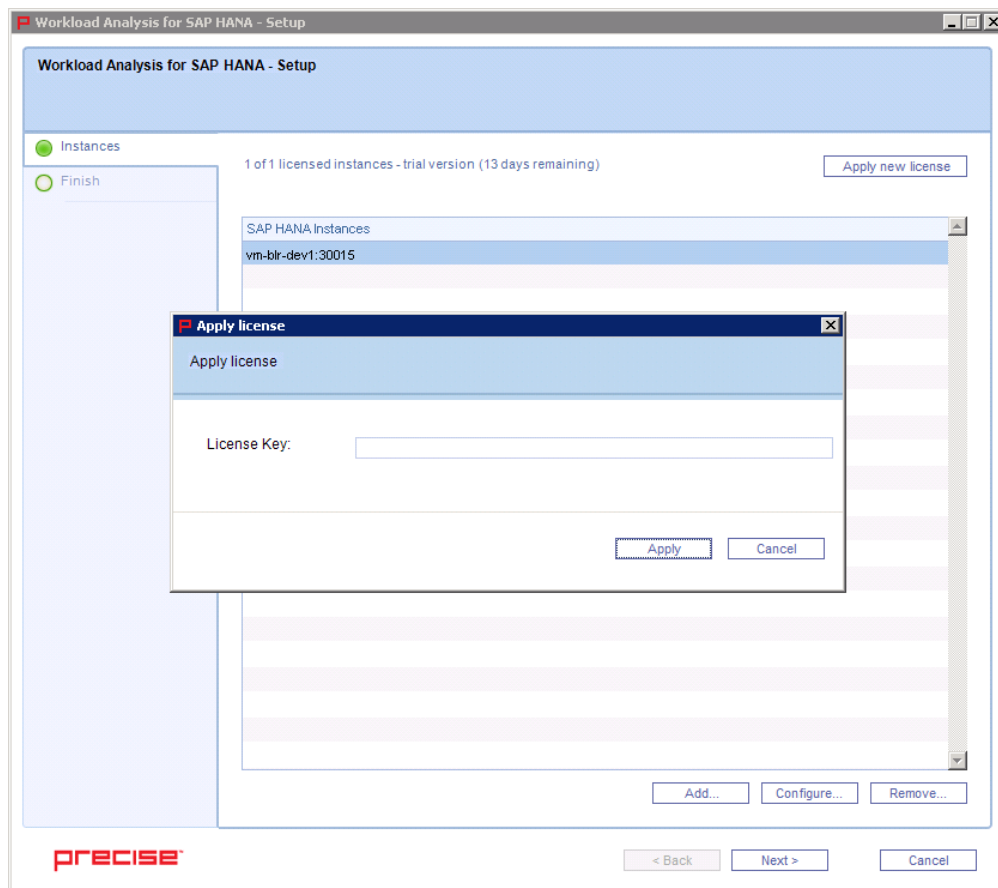 Workload Analysis for SAP HANA - Setup
Workload Analysis for SAP HANA - Setup
Instances
Finish
1 of 1 licensed instances - trial version (13 days remaining)
Apply new license
SAP HANA Instances
vm-blr-dev1:30015
Apply license
Apply license
License Key:
Apply
Cancel
Add...
Configure...
Remove...
precise
< Back
Next >
Cancel